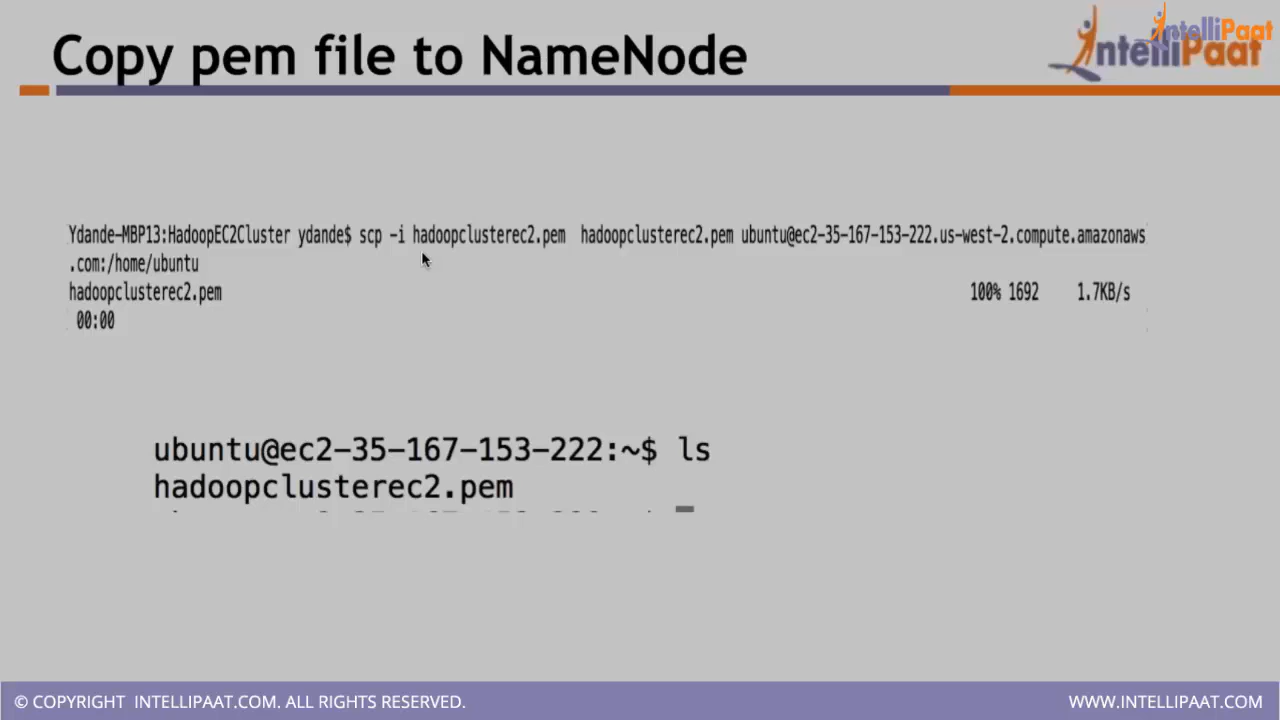 Copy pem file to NameNode
IntelliPaat
IntelliPaat
Ydande-MBP13:HadoopEC2Cluster ydande$ scp -i hadoopclusterec2.pem  hadoopclusterec2.pem ubuntu@ec2-35-167-153-222.us-west-2.compute.amazonaws
.com:/home/ubuntu
hadoopclusterec2.pem 100% 1692 1.7KB/s
00:00
ubuntu@ec2-35-167-153-222:~$ ls
hadoopclusterec2.pem
© COPYRIGHT INTELLIPAAT.COM. ALL RIGHTS RESERVED.
WWW.INTELLIPAAT.COM